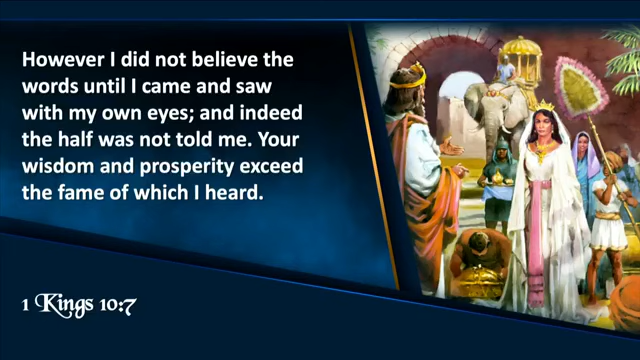 However I did not believe the
words until I came and saw
with my own eyes; and indeed
the half was not told me. Your
wisdom and prosperity exceed
the fame of which I heard.
1 Kings 10:7